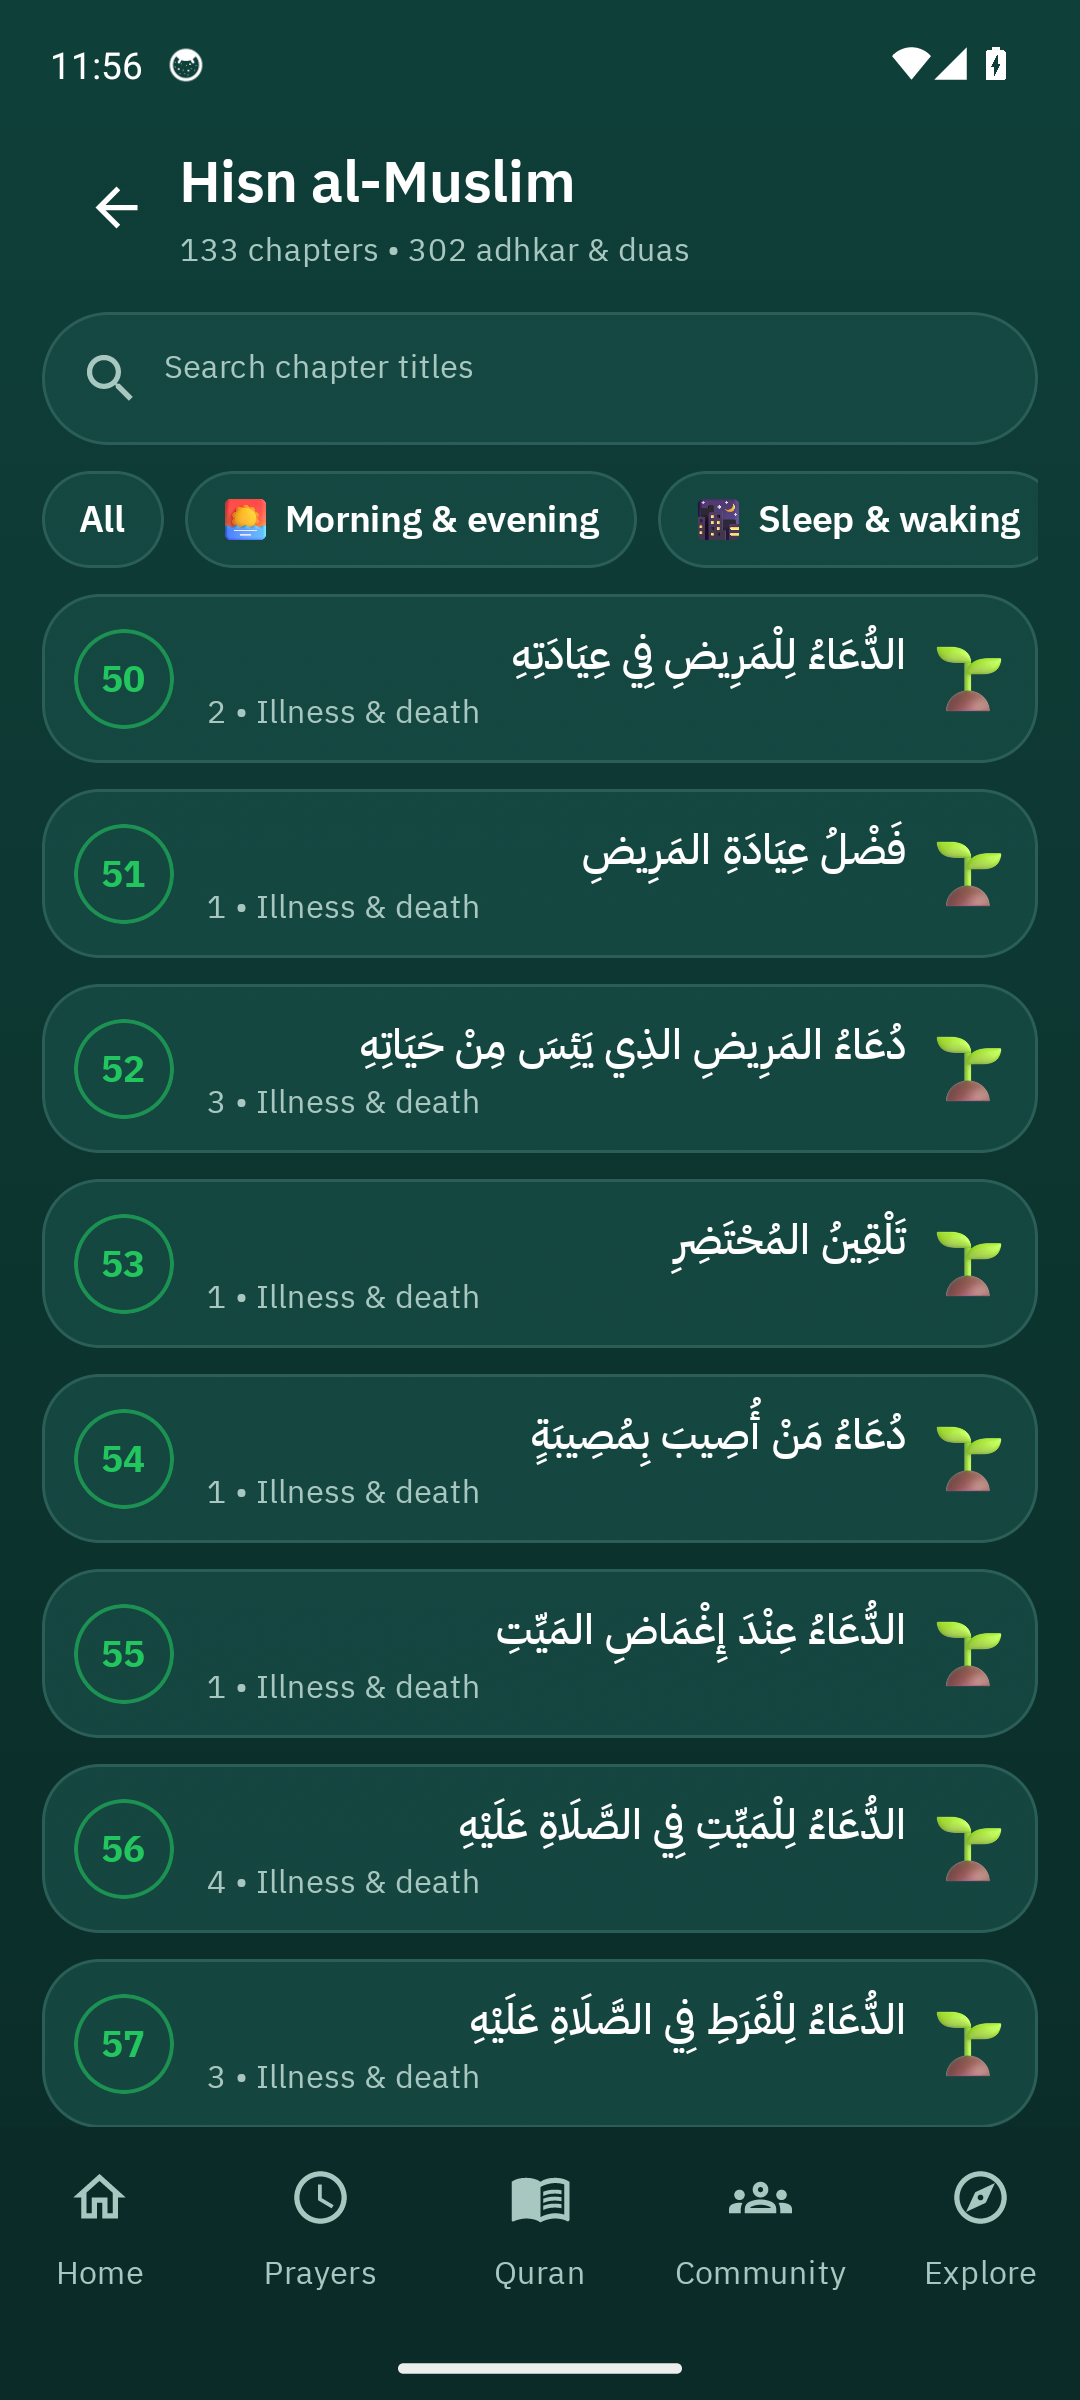 11:56
Hisn al-Muslim
133 chapters • 302 adhkar & duas
Search chapter titles
All
Morning & evening
Sleep & waking
50
الدُّعَاءُ لِلْمَرِيضِ فِي عِيَادَتِهِ
2 • Illness & death
51
فَضْلُ عِيَادَةِ المَرِيضِ
1 • Illness & death
52
دُعَاءُ المَرِيضِ الذِي يَئِسَ مِنْ حَيَاتِهِ
3 • Illness & death
53
تَلْقِينُ المُحْتَضِرِ
1 • Illness & death
54
دُعَاءُ مَنْ أُصِيبَ بِمُصِيبَةٍ
1 • Illness & death
55
الدُّعَاءُ عِنْدَ إِغْمَاضِ المَيِّتِ
1 • Illness & death
56
الدُّعَاءُ لِلْمَيِّتِ فِي الصَّلَاةِ عَلَيْهِ
4 • Illness & death
57
الدُّعَاءُ لِلْفَرَطِ فِي الصَّلَاةِ عَلَيْهِ
3 • Illness & death
Home
Prayers
Quran
Community
Explore